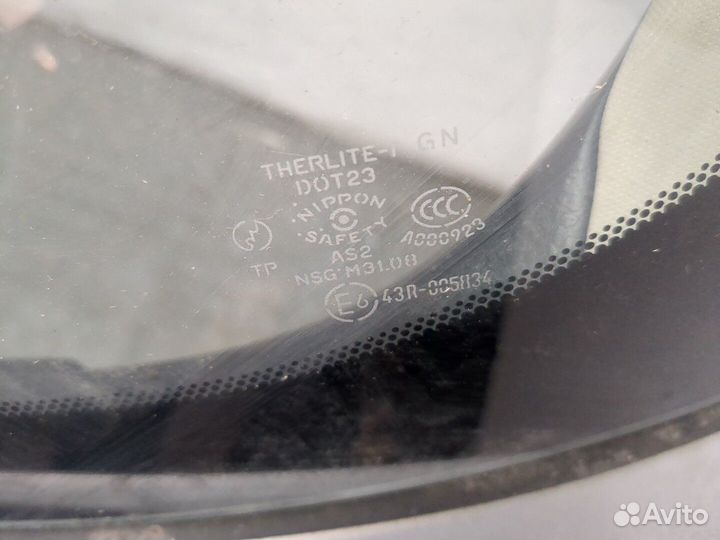 THERLITE- GN
DOT23
NIPPON
SAFETY
CCC
A000923
TP
AS2
NSG M31.08
E6 43R-005834
Avito